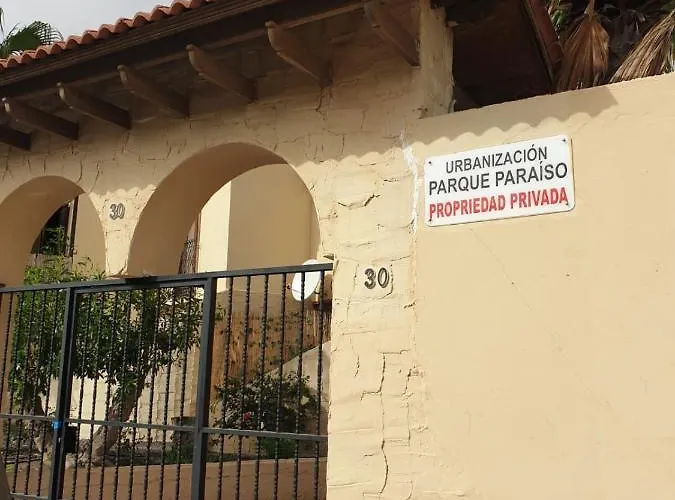 30
URBANIZACIÓN
PARQUE PARAÍSO
PROPRIEDAD PRIVADA
30